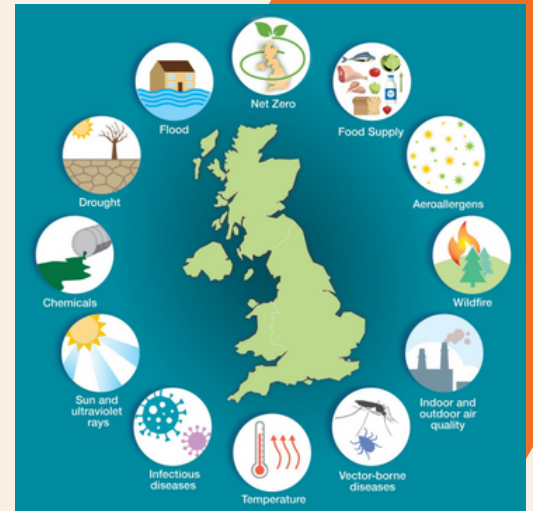 Net Zero
Food Supply
Aeroallergens
Wildfire
Indoor and
outdoor air
quality
Vector-borne
diseases
Temperature
Infectious
diseases
Sun and
ultraviolet
rays
Chemicals
Drought
Flood